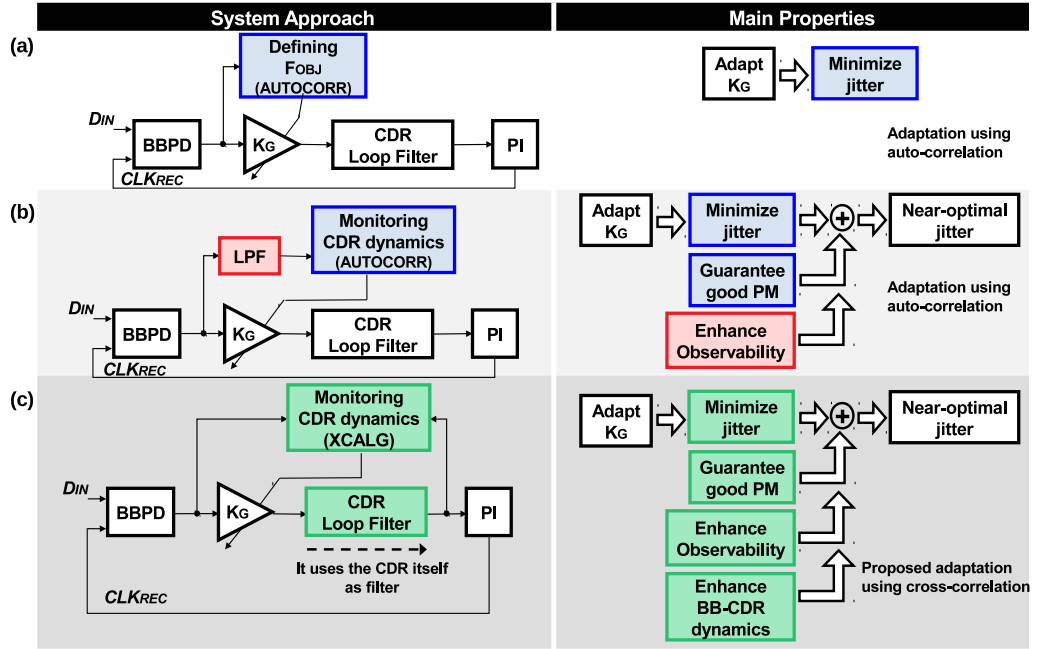 System Approach
Main Properties
(a)
Defining
FOBJ
(AUTOCORR)
DIN
BBPD
KG
CDR
Loop Filter
PI
CLKREC
Adapt
KG
Minimize
jitter
Adaptation using
auto-correlation
(b)
LPF
Monitoring
CDR dynamics
(AUTOCORR)
DIN
BBPD
KG
CDR
Loop Filter
PI
CLKREC
Adapt
KG
Minimize
jitter
+
Near-optimal
jitter
Guarantee
good PM
Adaptation using
auto-correlation
Enhance
Observability
(c)
Monitoring
CDR dynamics
(XCALG)
DIN
BBPD
KG
CDR
Loop Filter
PI
It uses the CDR itself
as filter
CLKREC
Adapt
KG
Minimize
jitter
+
Near-optimal
jitter
Guarantee
good PM
Enhance
Observability
Enhance
BB-CDR
dynamics
Proposed adaptation
using cross-correlation